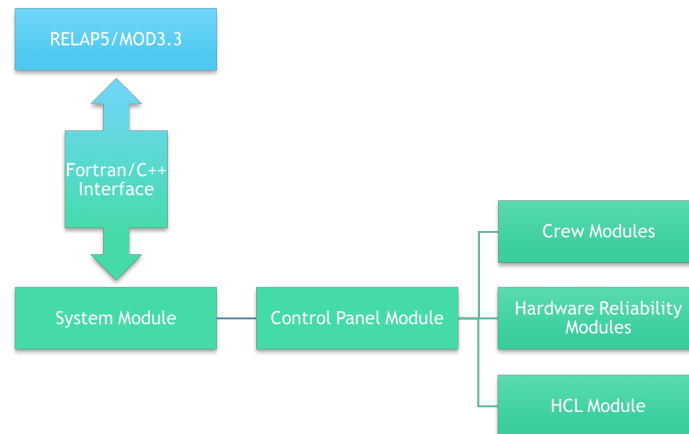 RELAP5/MOD3.3
Fortran/C++
Interface
Crew Modules
System Module
Control Panel Module
Hardware Reliability
Modules
HCL Module